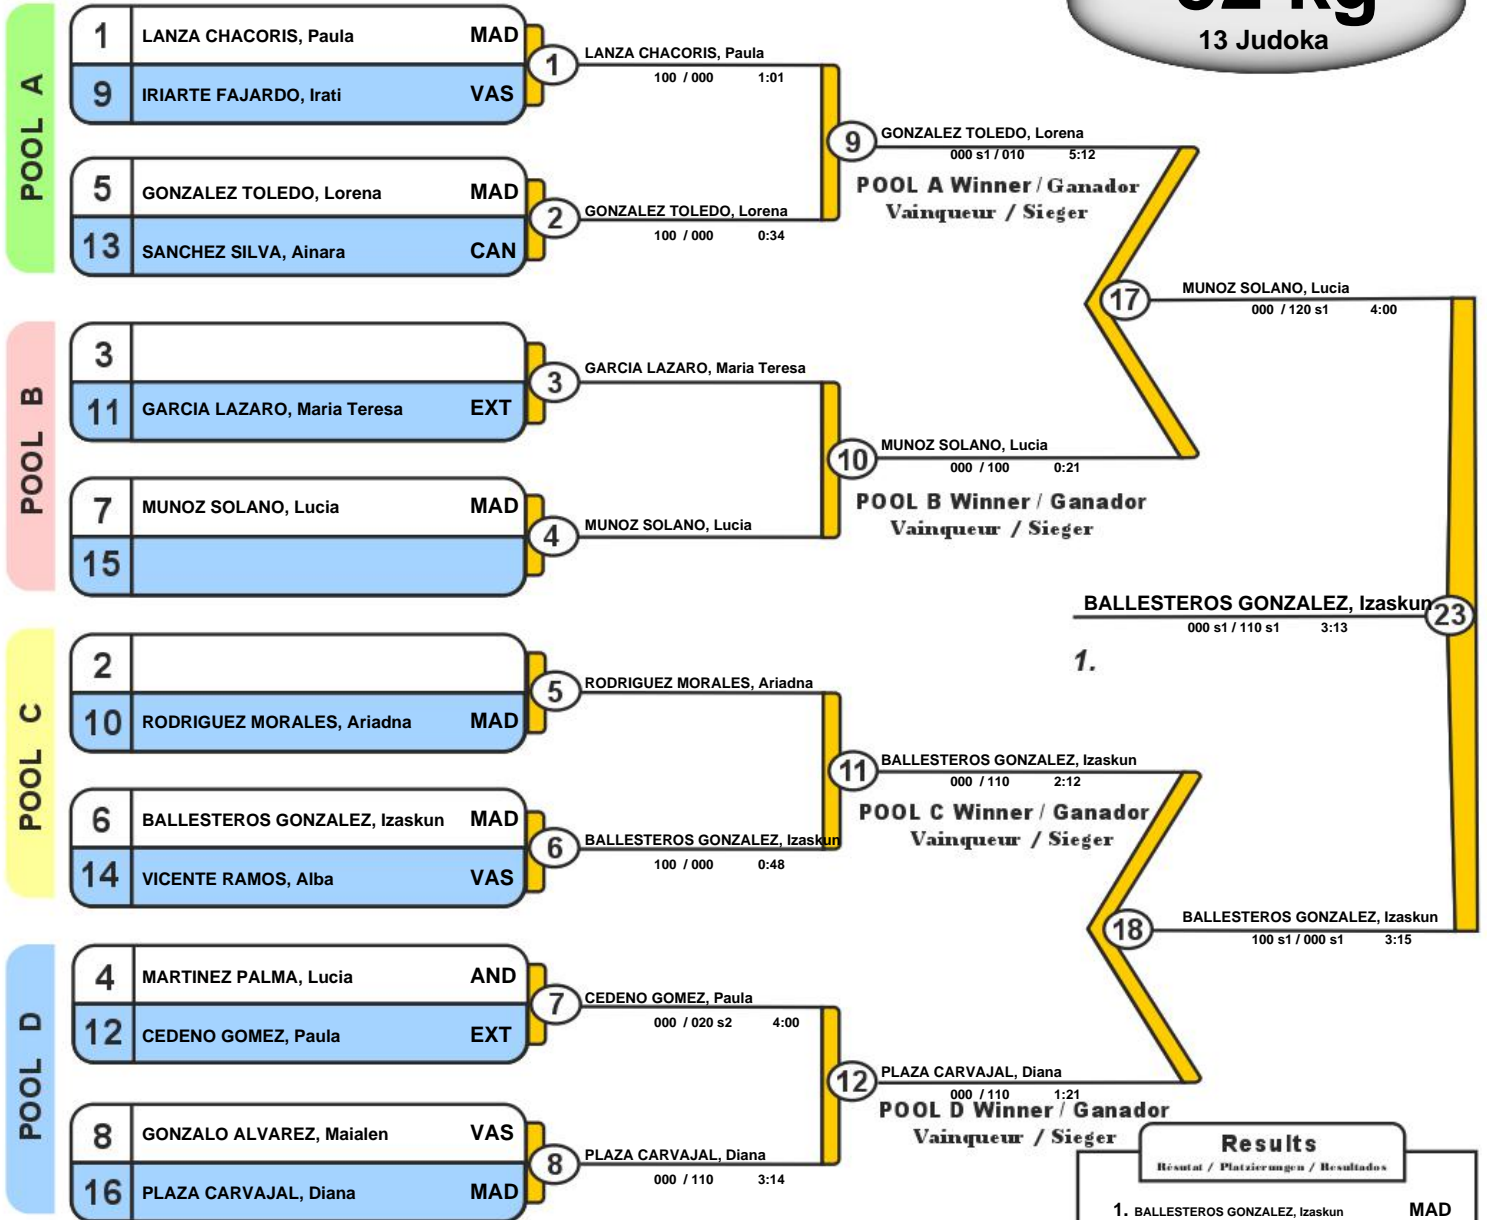 13 Judoka
POOL A
1 LANZA CHACORIS, Paula MAD
9 IRIARTE FAJARDO, Irati VAS
1 LANZA CHACORIS, Paula
100 / 000 1:01
5 GONZALEZ TOLEDO, Lorena MAD
13 SANCHEZ SILVA, Ainara CAN
2 GONZALEZ TOLEDO, Lorena
100 / 000 0:34
9 GONZALEZ TOLEDO, Lorena
000 s1 / 010 5:12
POOL A Winner / Ganador
Vainqueur / Sieger
POOL B
3
11 GARCIA LAZARO, Maria Teresa EXT
3 GARCIA LAZARO, Maria Teresa
7 MUNOZ SOLANO, Lucia MAD
15
4 MUNOZ SOLANO, Lucia
10 MUNOZ SOLANO, Lucia
000 / 100 0:21
POOL B Winner / Ganador
Vainqueur / Sieger
17 MUNOZ SOLANO, Lucia
000 / 120 s1 4:00
BALLESTEROS GONZALEZ, Izaskun 23
000 s1 / 110 s1 3:13
1.
POOL C
2
10 RODRIGUEZ MORALES, Ariadna MAD
5 RODRIGUEZ MORALES, Ariadna
6 BALLESTEROS GONZALEZ, Izaskun MAD
14 VICENTE RAMOS, Alba VAS
6 BALLESTEROS GONZALEZ, Izaskun
100 / 000 0:48
11 BALLESTEROS GONZALEZ, Izaskun
000 / 110 2:12
POOL C Winner / Ganador
Vainqueur / Sieger
18 BALLESTEROS GONZALEZ, Izaskun
100 s1 / 000 s1 3:15
POOL D
4 MARTINEZ PALMA, Lucia AND
12 CEDENO GOMEZ, Paula EXT
7 CEDENO GOMEZ, Paula
000 / 020 s2 4:00
8 GONZALO ALVAREZ, Maialen VAS
16 PLAZA CARVAJAL, Diana MAD
8 PLAZA CARVAJAL, Diana
000 / 110 3:14
12 PLAZA CARVAJAL, Diana
000 / 110 1:21
POOL D Winner / Ganador
Vainqueur / Sieger
Results
Résutat / Platzierungen / Resultados
1. BALLESTEROS GONZALEZ, Izaskun MAD